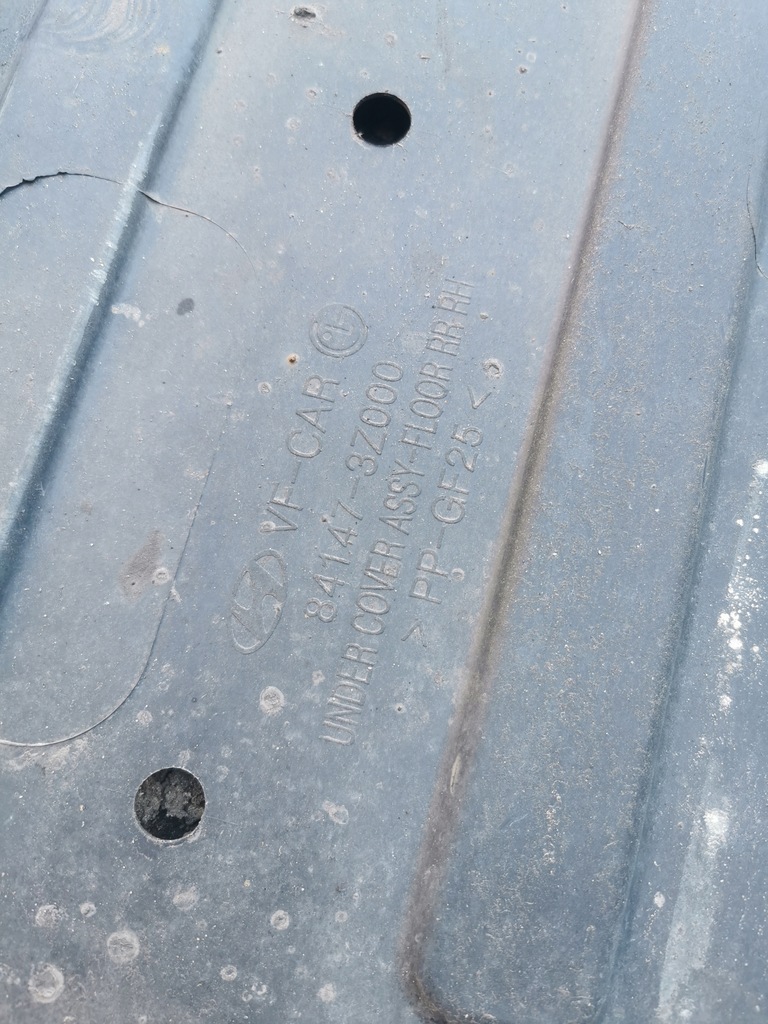 VF-CAR
84147-3Z000
UNDER COVER ASSY-FLOOR RR RH
> PP-GF25 <